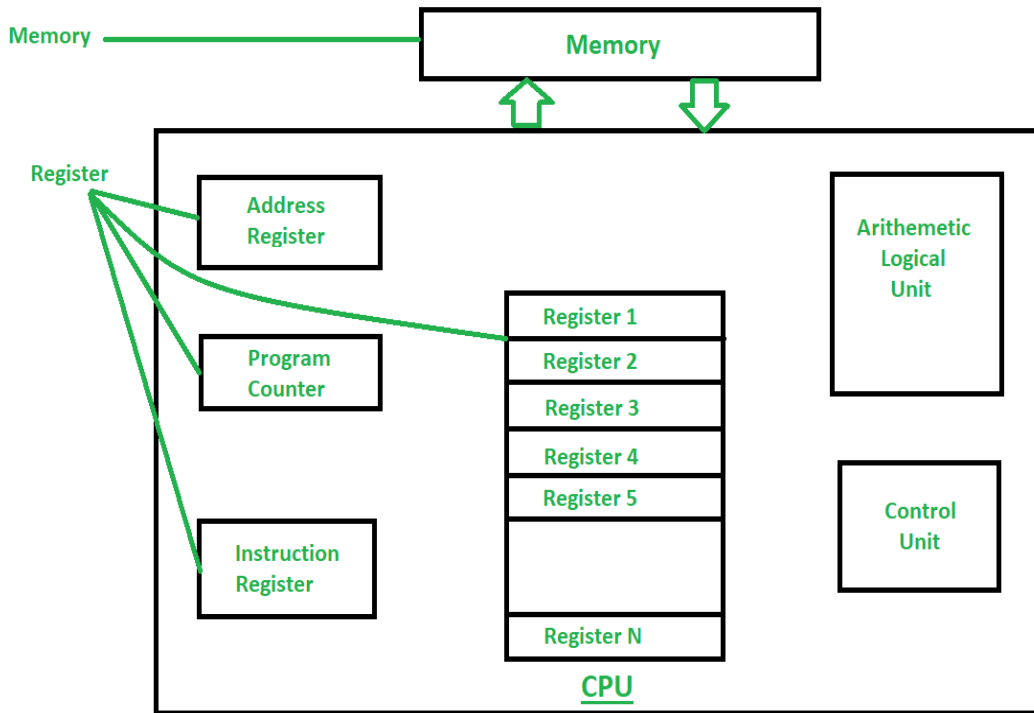 Memory
Memory
Register
Address
Register
Program
Counter
Instruction
Register
Register 1
Register 2
Register 3
Register 4
Register 5
Register N
Arithemetic
Logical
Unit
Control
Unit
CPU